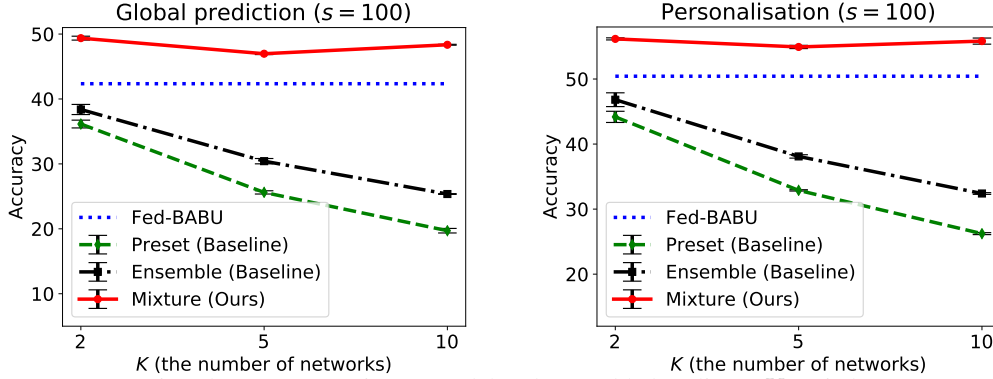 Global prediction (s = 100)
50
40
30
20
10
Accuracy
Fed-BABU
Preset (Baseline)
Ensemble (Baseline)
Mixture (Ours)
2
5
10
K (the number of networks)
Personalisation (s = 100)
50
40
30
20
Accuracy
Fed-BABU
Preset (Baseline)
Ensemble (Baseline)
Mixture (Ours)
2
5
10
K (the number of networks)